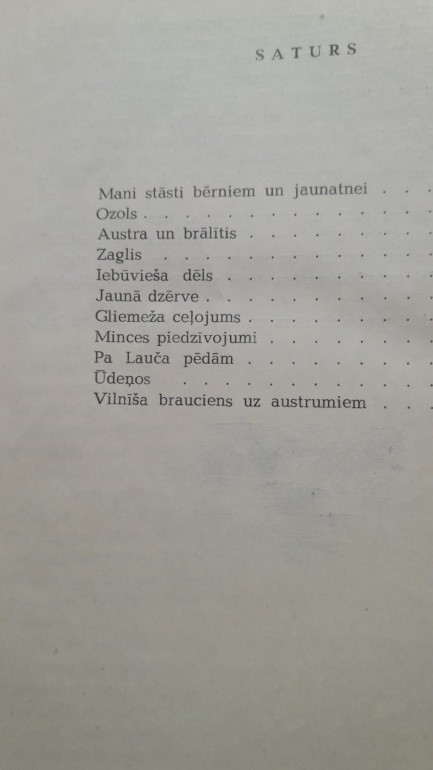 SATURS
Mani stāsti bērniem un jaunatnei . . .
Ozols . . . . . . . . . . . .
Austra un brālītis . . . . . . . . .
Zaglis . . . . . . . . . . . .
Iebūvieša dēls . . . . . . . . . .
Jaunā dzērve . . . . . . . . . . .
Gliemeža ceļojums . . . . . . . . .
Minces piedzīvojumi . . . . . . . .
Pa Lauča pēdām . . . . . . . . .
Ūdeņos . . . . . . . . . . .
Vilnīša brauciens uz austrumiem . . .